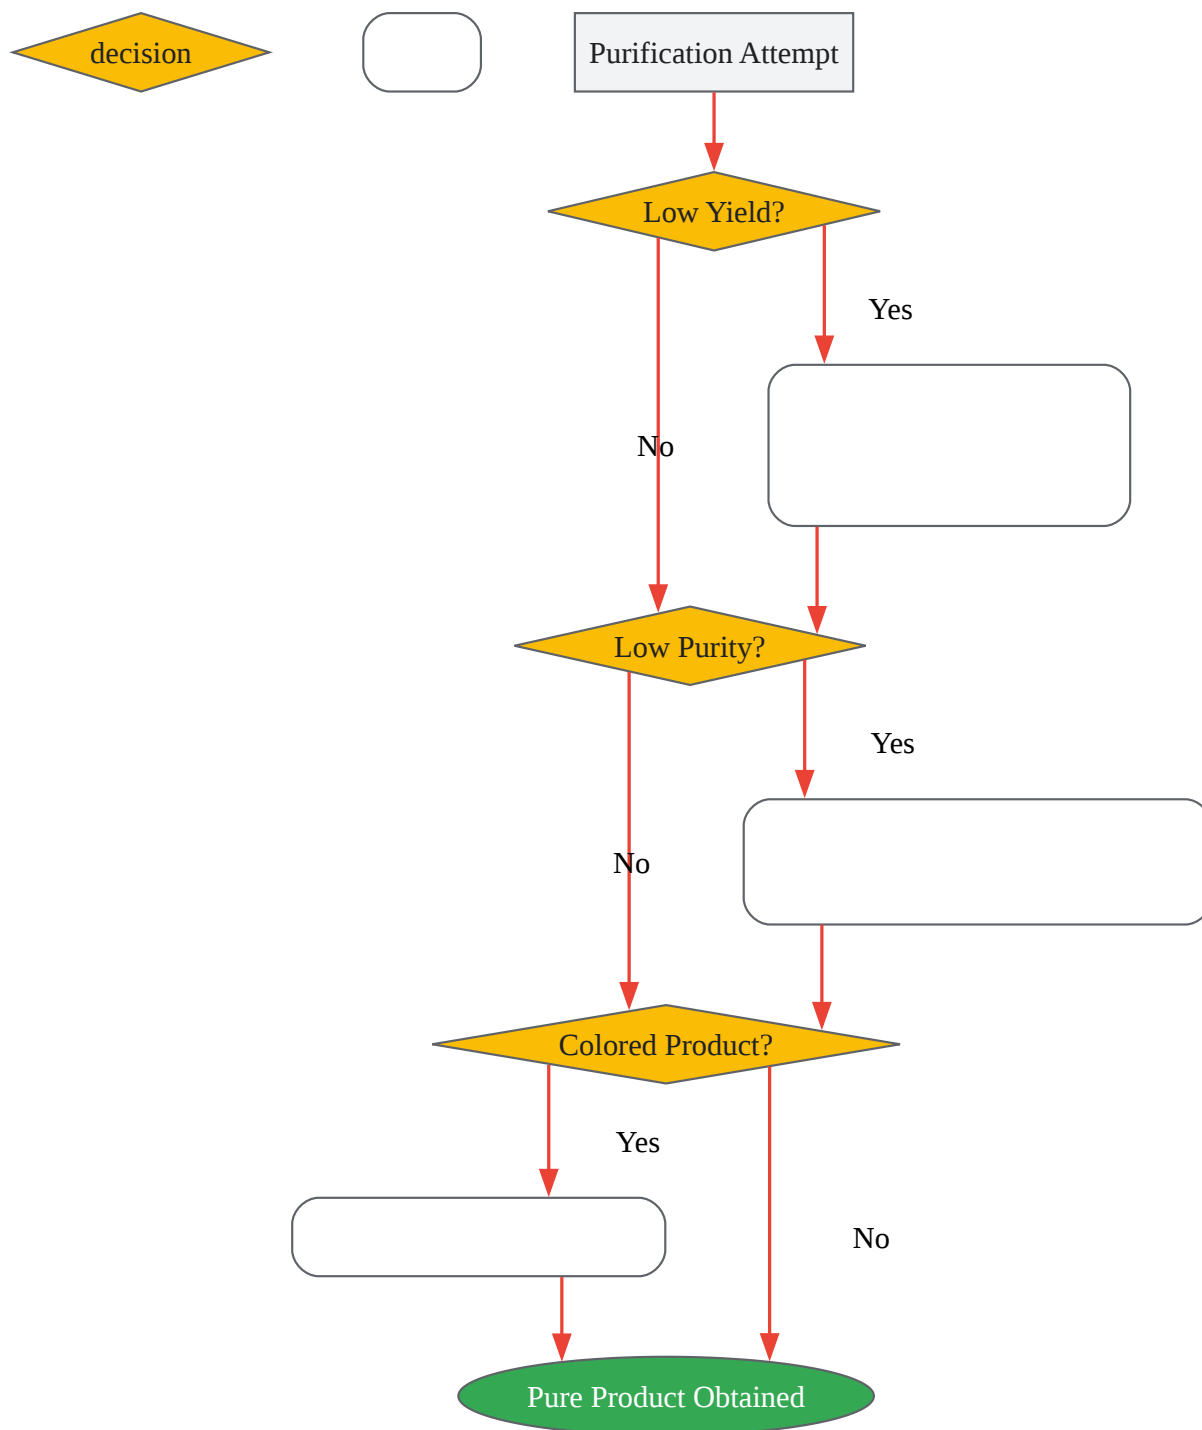 decision
Purification Attempt
Low Yield?
Yes
No
Low Purity?
Yes
No
Colored Product?
Yes
No
Pure Product Obtained